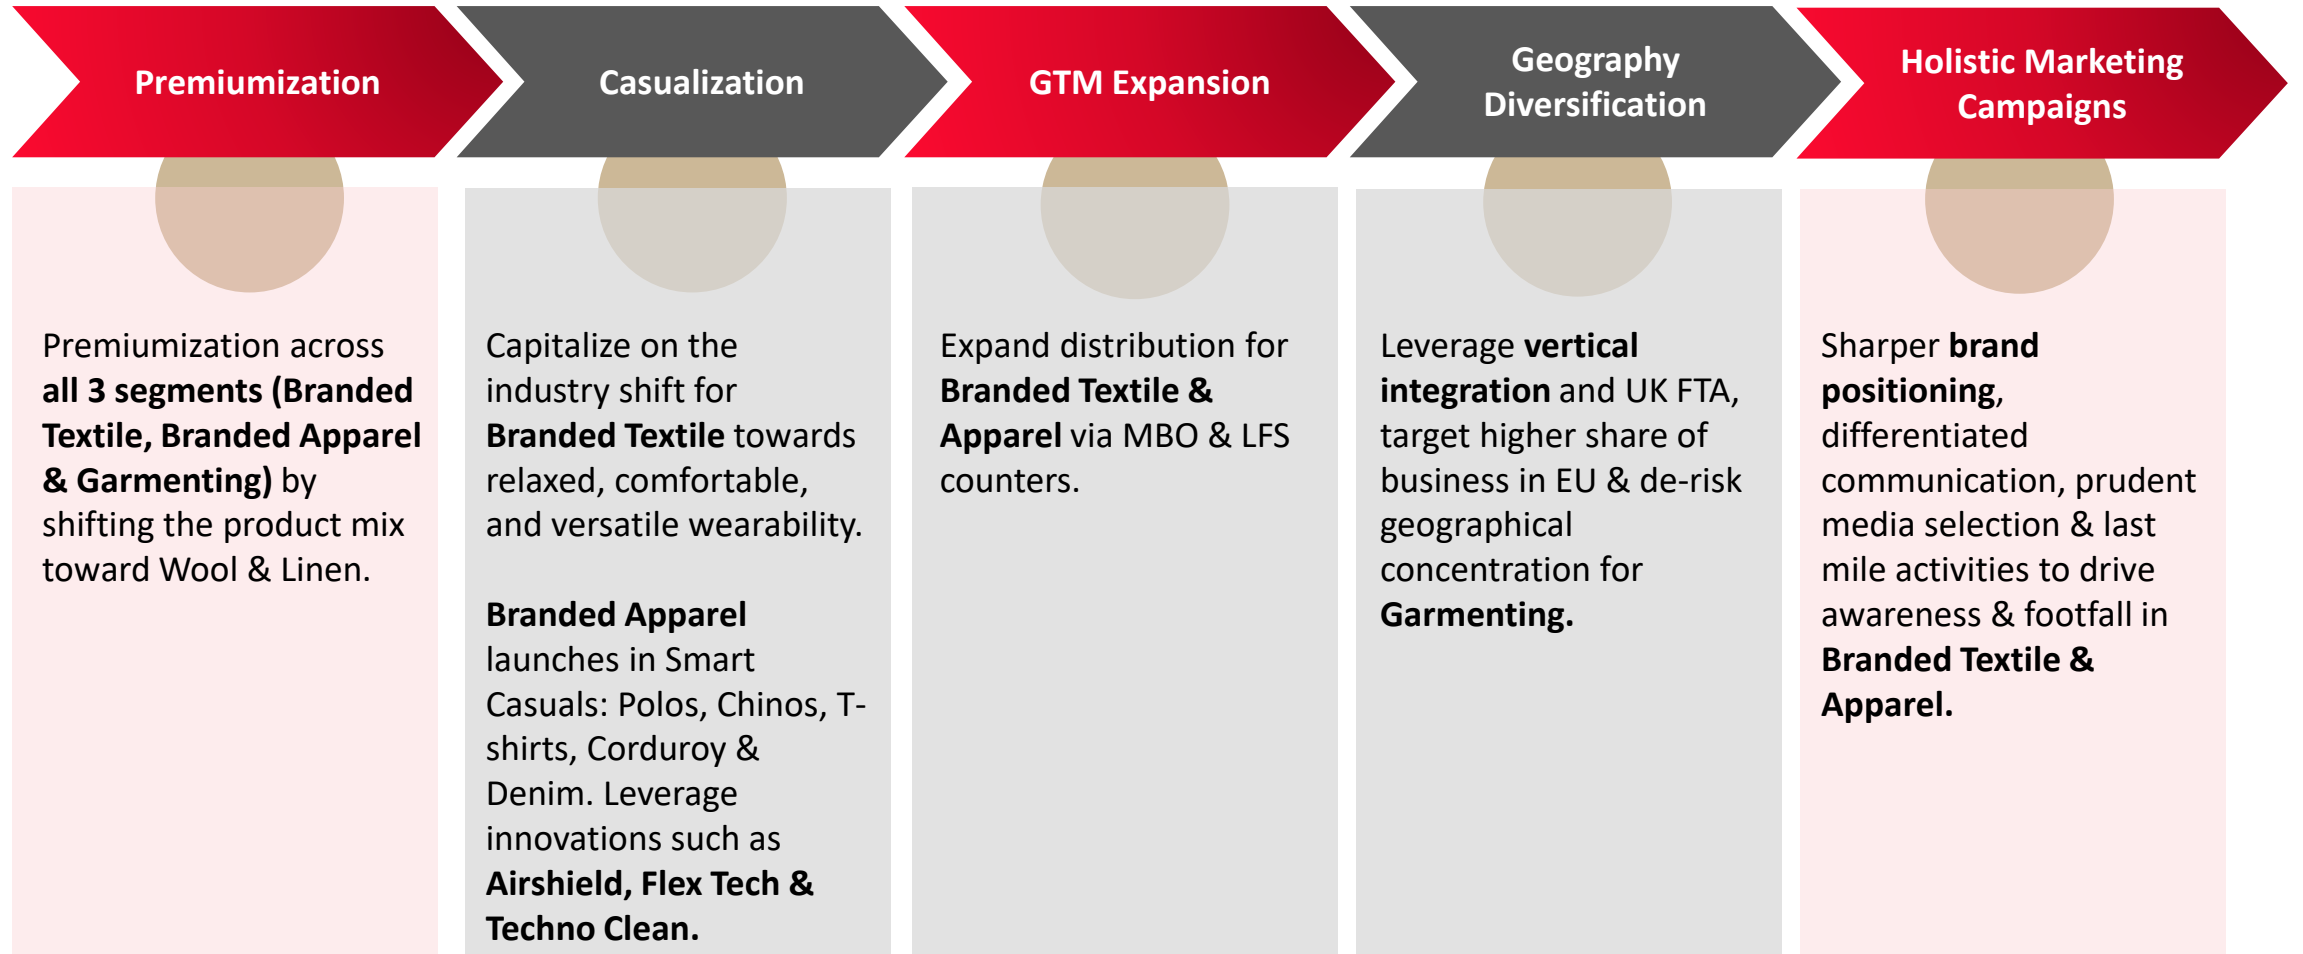 Premiumization
Casualization
GTM Expansion
Geography
Diversification
Holistic Marketing
Campaigns
Premiumization across
all 3 segments (Branded
Textile, Branded Apparel
& Garmenting) by
shifting the product mix
toward Wool & Linen.
Capitalize on the
industry shift for
Branded Textile towards
relaxed, comfortable,
and versatile wearability.
Branded Apparel
launches in Smart
Casuals: Polos, Chinos, T-
shirts, Corduroy &
Denim. Leverage
innovations such as
Airshield, Flex Tech &
Techno Clean.
Expand distribution for
Branded Textile &
Apparel via MBO & LFS
counters.
Leverage vertical
integration and UK FTA,
target higher share of
business in EU & de-risk
geographical
concentration for
Garmenting.
Sharper brand
positioning,
differentiated
communication, prudent
media selection & last
mile activities to drive
awareness & footfall in
Branded Textile &
Apparel.